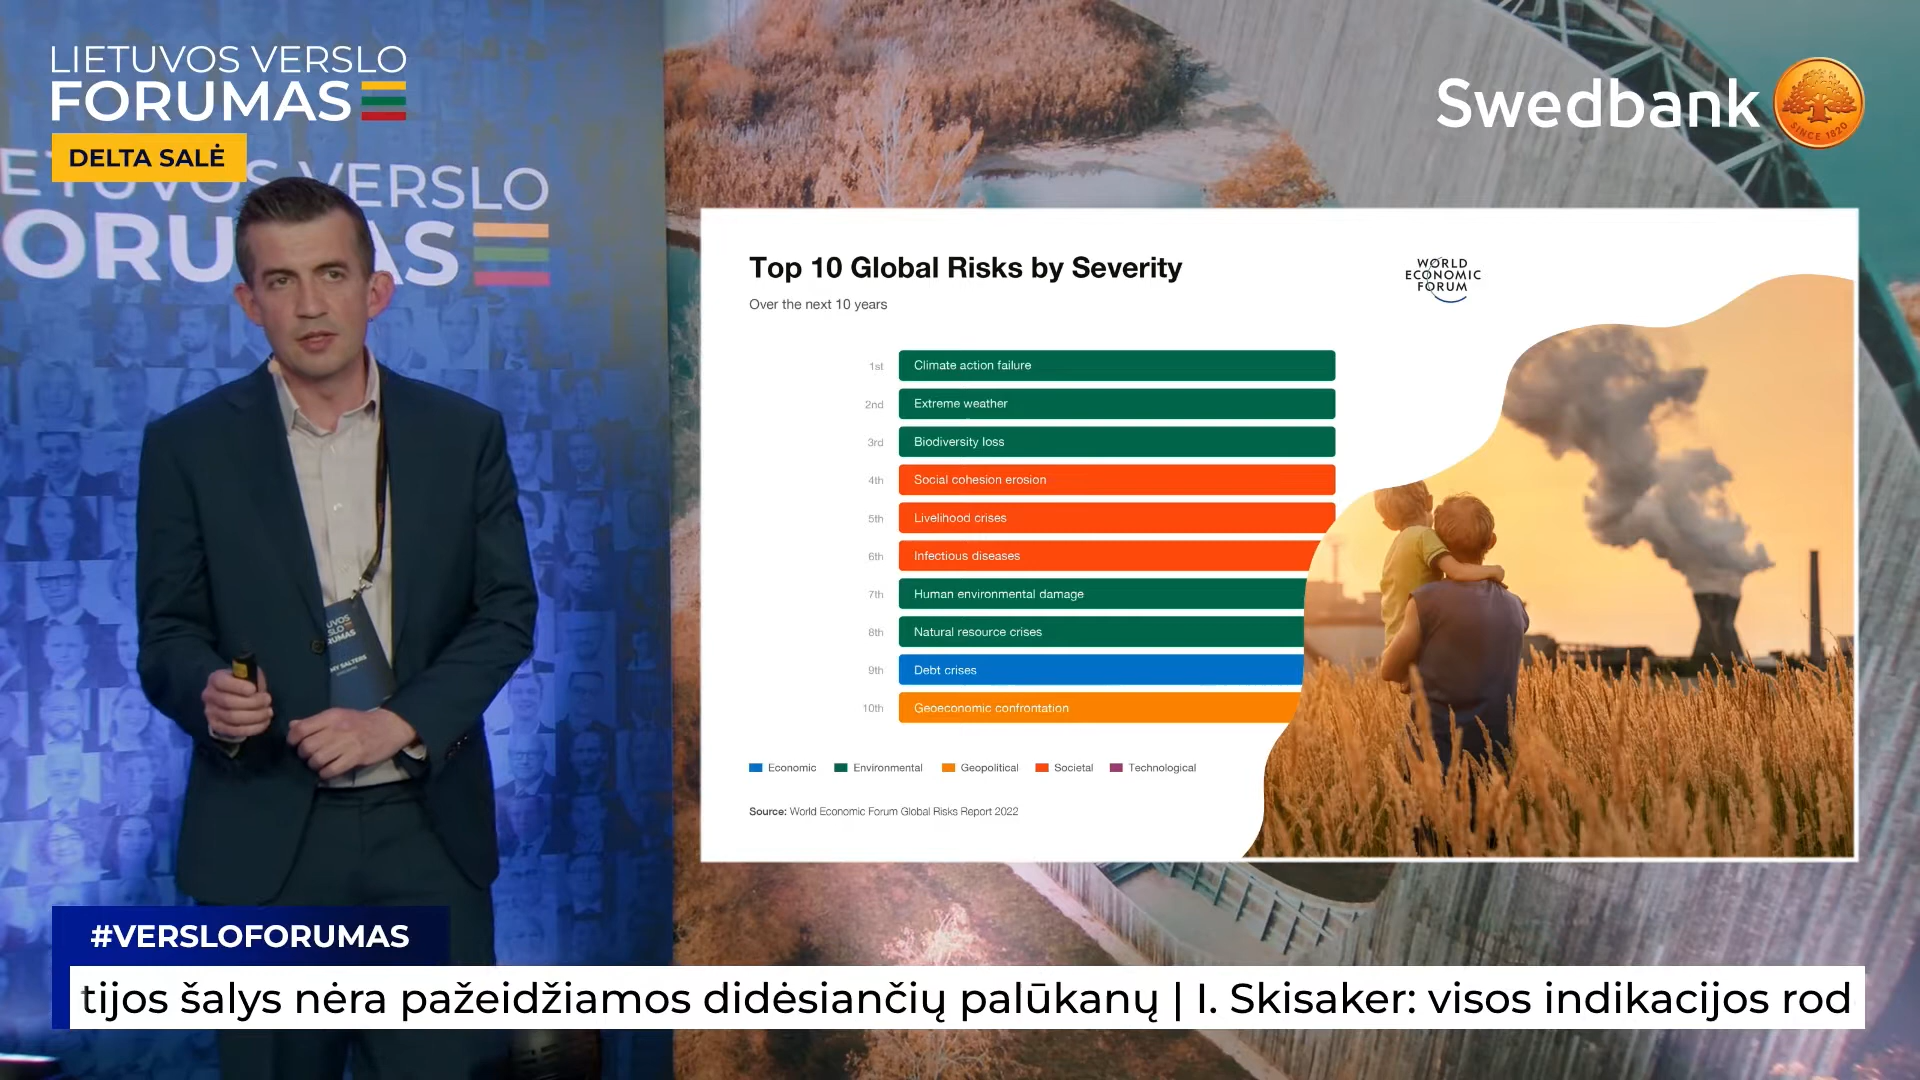 LIETUVOS VERSLO
FORUMAS
DELTA SALĖ
VERSLO
Swedbank
SINCE 1820
Top 10 Global Risks by Severity
Over the next 10 years
WORLD
ECONOMIC
FORUM
1st Climate action failure
2nd Extreme weather
3rd Biodiversity loss
4th Social cohesion erosion
5th Livelihood crises
6th Infectious diseases
7th Human environmental damage
8th Natural resource crises
9th Debt crises
10th Geoeconomic confrontation
Economic Environmental Geopolitical Societal Technological
Source: World Economic Forum Global Risks Report 2022
SALTERS
#VERSLOFORUMAS
tijos šalys nėra pažeidžiamos didėsiančių palūkanų | I. Skisaker: visos indikacijos rod